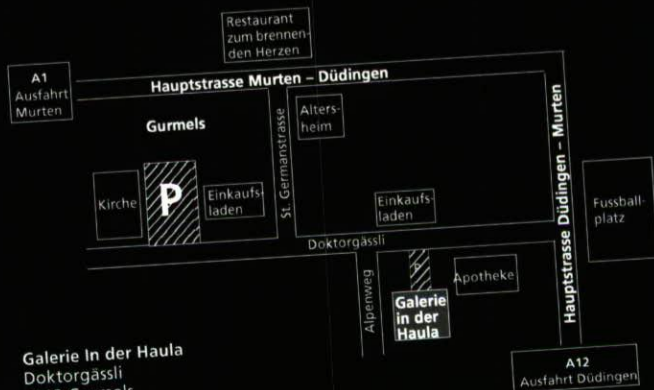 Restaurant
zum brennen-
den Herzen
A1
Ausfahrt
Murten
Hauptstrasse Murten – Düdingen
Gurmels
St. Germanstrasse
Alters-
heim
Hauptstrasse Düdingen – Murten
Kirche
P
Einkaufs-
laden
Einkaufs-
laden
Fussball-
platz
Doktorgässli
Alpenweg
P
Apotheke
Galerie
in der
Haula
A12
Ausfahrt Düdingen
Galerie In der Haula
Doktorgässli